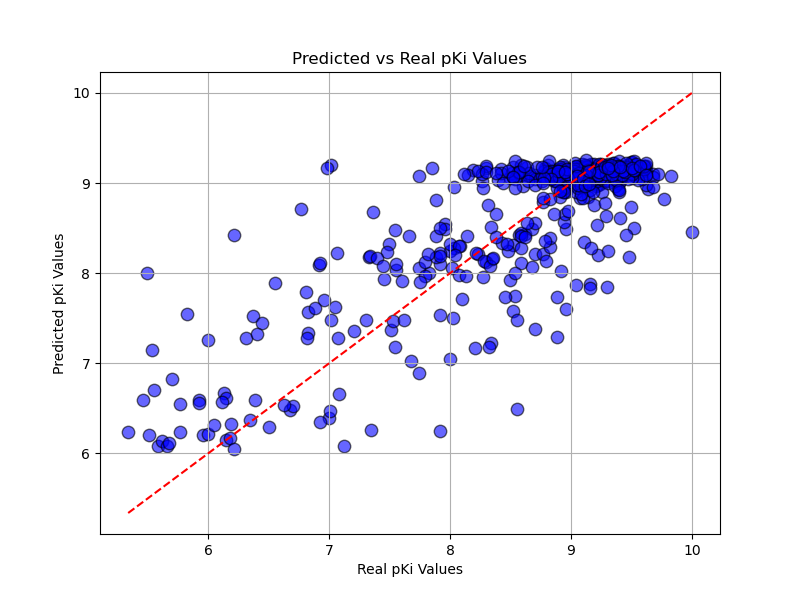 Predicted vs Real pKi Values
10
9
8
7
6
Predicted pKi Values
6 7 8 9 10
Real pKi Values